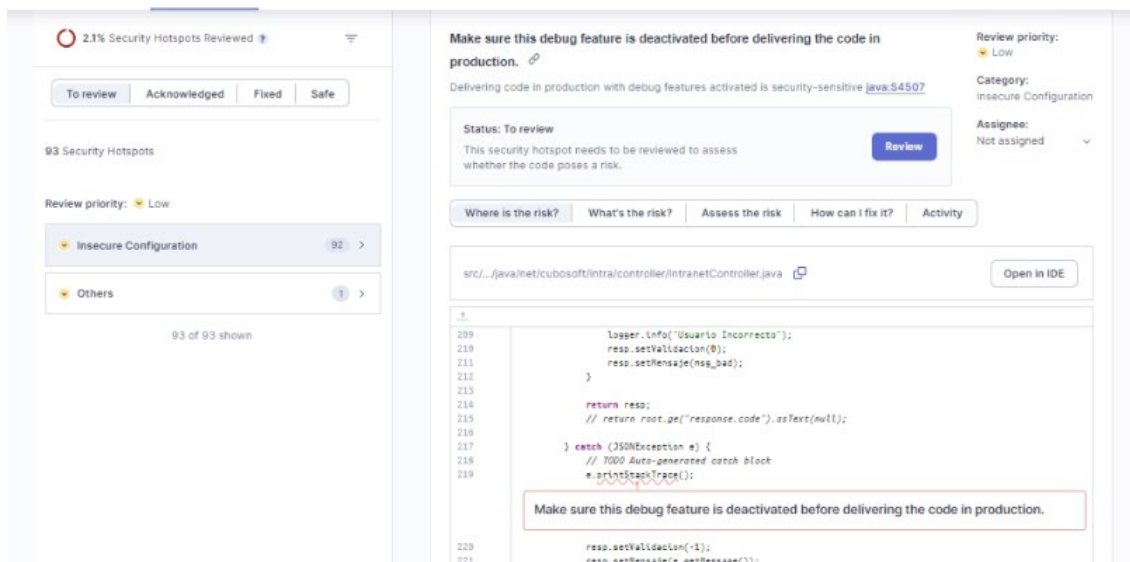 2.1% Security Hotspots Reviewed
To review Acknowledged Fixed Safe
93 Security Hotspots
Review priority: Low
Insecure Configuration 92
Others 1
93 of 93 shown
Make sure this debug feature is deactivated before delivering the code in
production.
Delivering code in production with debug features activated is security-sensitive java:S4507
Review priority:
Low
Category:
Insecure Configuration
Assignee:
Not assigned
Status: To review
This security hotspot needs to be reviewed to assess
whether the code poses a risk.
Review
Where is the risk? What's the risk? Assess the risk How can I fix it? Activity
src/.../java/net/cubosoft/intra/controller/IntranetController.java
Open in IDE
209 logger.info("Usuario Incorrecto");
210 resp.setValidacion(0);
211 resp.setMensaje(msg_bad);
212 }
213
214 return resp;
215 // return root.ge("response.code").asText(null);
216
217 } catch (JSONException e) {
218 // TODO Auto-generated catch block
219 e.printStackTrace();
Make sure this debug feature is deactivated before delivering the code in production.
220 resp.setValidacion(-1);
221 resp.setMensaje(e.getMessage());